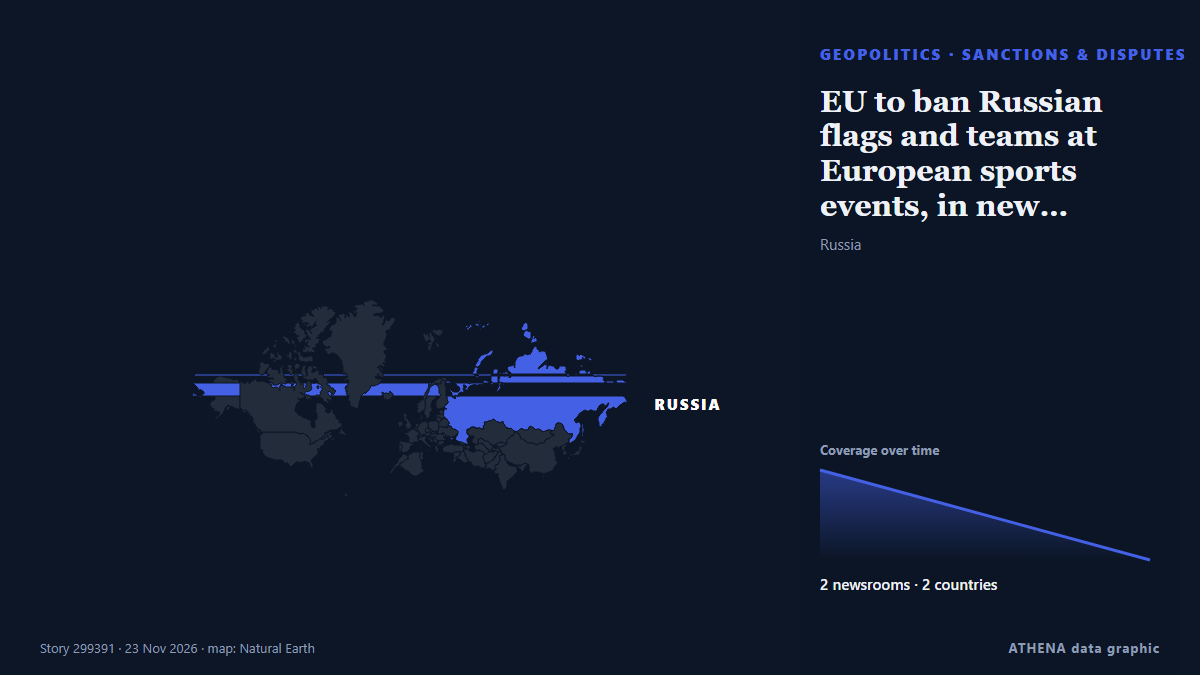 GEOPOLITICS · SANCTIONS & DISPUTES
EU to ban Russian
flags and teams at
European sports
events, in new...
Russia
RUSSIA
Coverage over time
2 newsrooms · 2 countries
Story 299391 · 23 Nov 2026 · map: Natural Earth
ATHENA data graphic